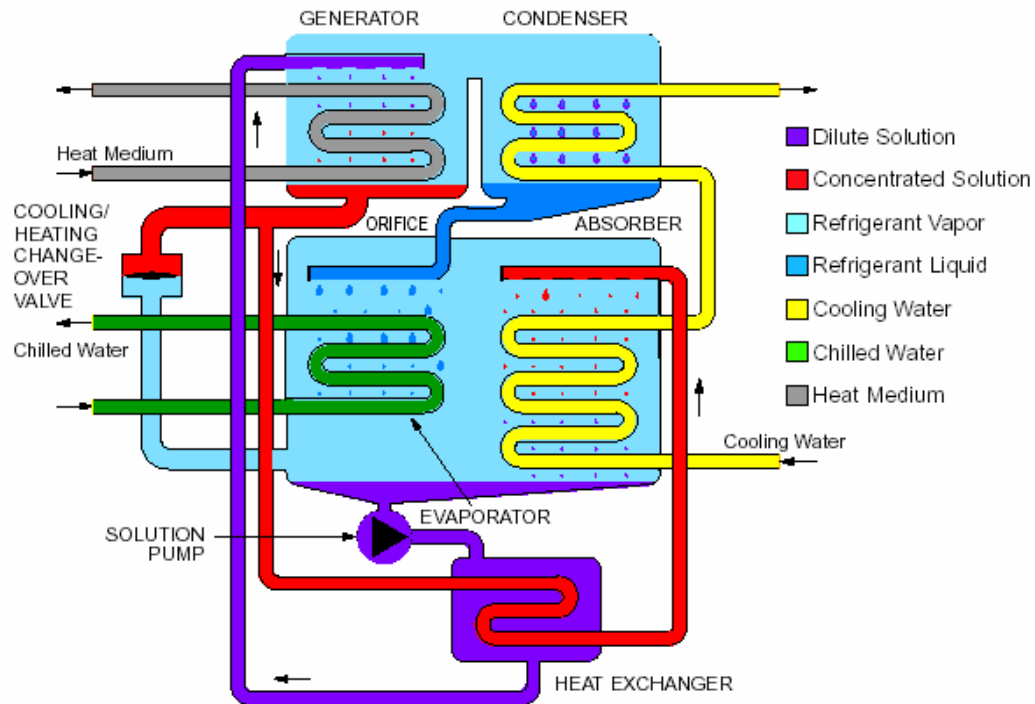 GENERATOR
CONDENSER
Heat Medium
COOLING/
HEATING
CHANGE-
OVER
VALVE
ORIFICE
ABSORBER
Chilled Water
Cooling Water
EVAPORATOR
SOLUTION
PUMP
HEAT EXCHANGER
Dilute Solution
Concentrated Solution
Refrigerant Vapor
Refrigerant Liquid
Cooling Water
Chilled Water
Heat Medium